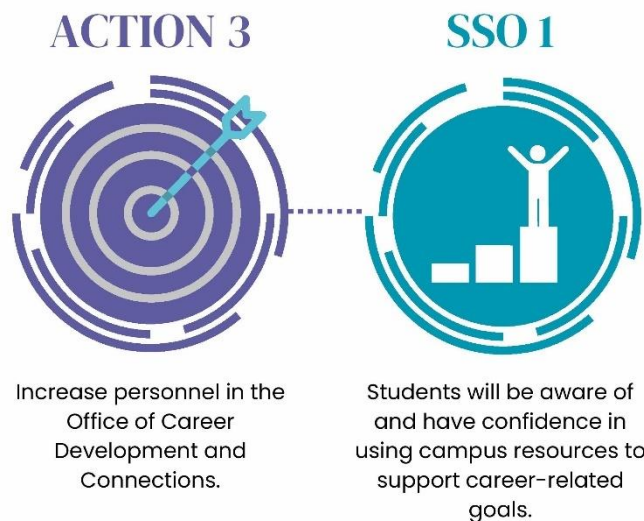 ACTION 3
Increase personnel in the
Office of Career
Development and
Connections.
SSO 1
Students will be aware of
and have confidence in
using campus resources to
support career-related
goals.